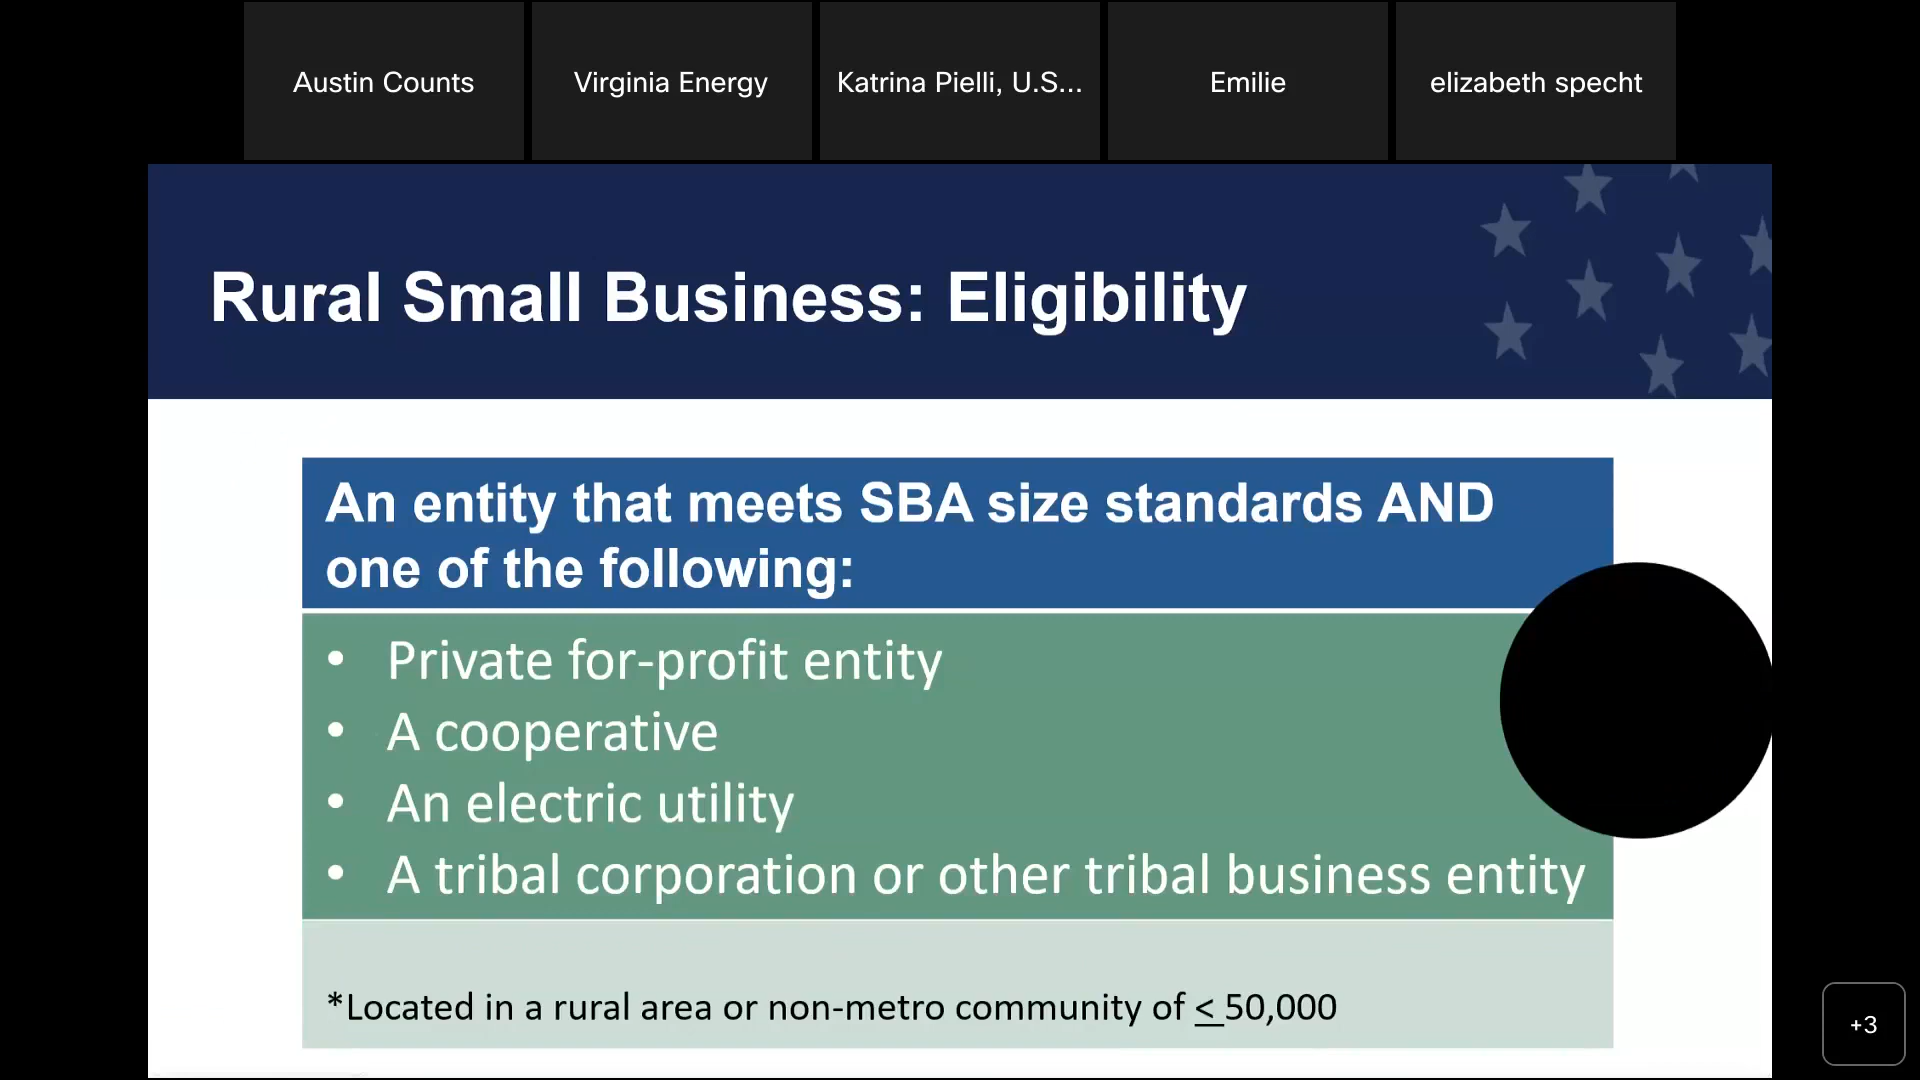 Austin Counts
Virginia Energy
Katrina Pielli, U.S...
Emilie
elizabeth specht
Rural Small Business: Eligibility
An entity that meets SBA size standards AND
one of the following:
• Private for-profit entity
• A cooperative
• An electric utility
• A tribal corporation or other tribal business entity
*Located in a rural area or non-metro community of < 50,000
+3